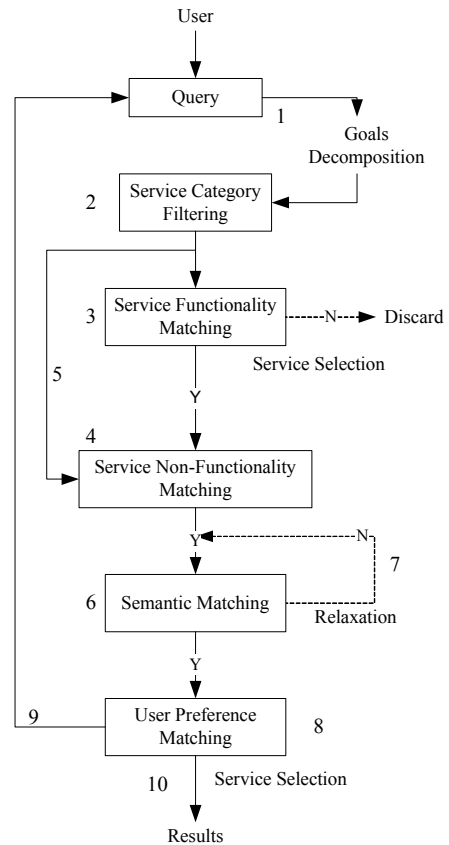 User
Query
1
Goals
Decomposition
2
Service Category
Filtering
3
Service Functionality
Matching
N
Discard
Service Selection
5
Y
4
Service Non-Functionality
Matching
Y
N
7
6
Semantic Matching
Relaxation
Y
9
User Preference
Matching
8
10
Service Selection
Results